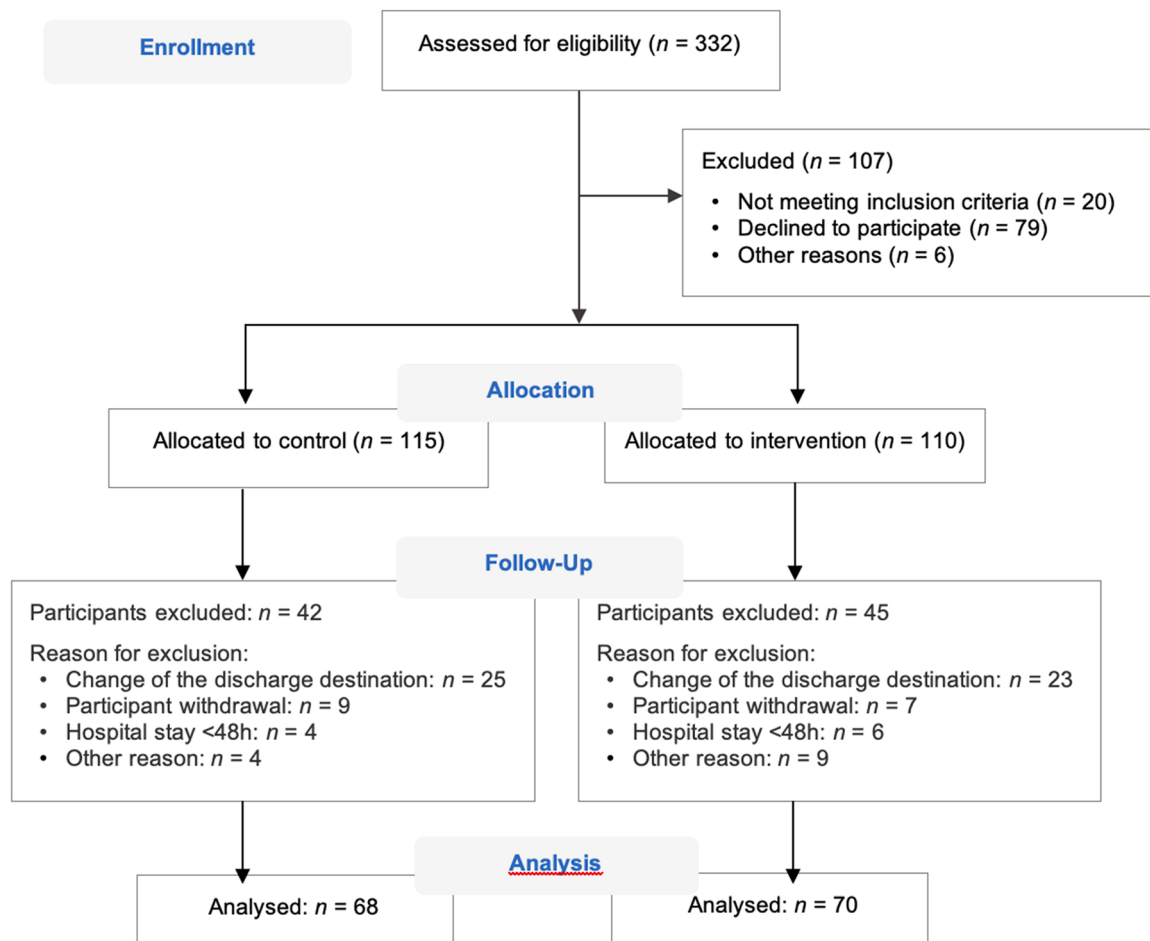 Enrollment
Assessed for eligibility (n = 332)
Excluded (n = 107)
• Not meeting inclusion criteria (n = 20)
• Declined to participate (n = 79)
• Other reasons (n = 6)
Allocation
Allocated to control (n = 115)
Allocated to intervention (n = 110)
Follow-Up
Participants excluded: n = 42
Reason for exclusion:
• Change of the discharge destination: n = 25
• Participant withdrawal: n = 9
• Hospital stay <48h: n = 4
• Other reason: n = 4
Participants excluded: n = 45
Reason for exclusion:
• Change of the discharge destination: n = 23
• Participant withdrawal: n = 7
• Hospital stay <48h: n = 6
• Other reason: n = 9
Analysis
Analysed: n = 68
Analysed: n = 70